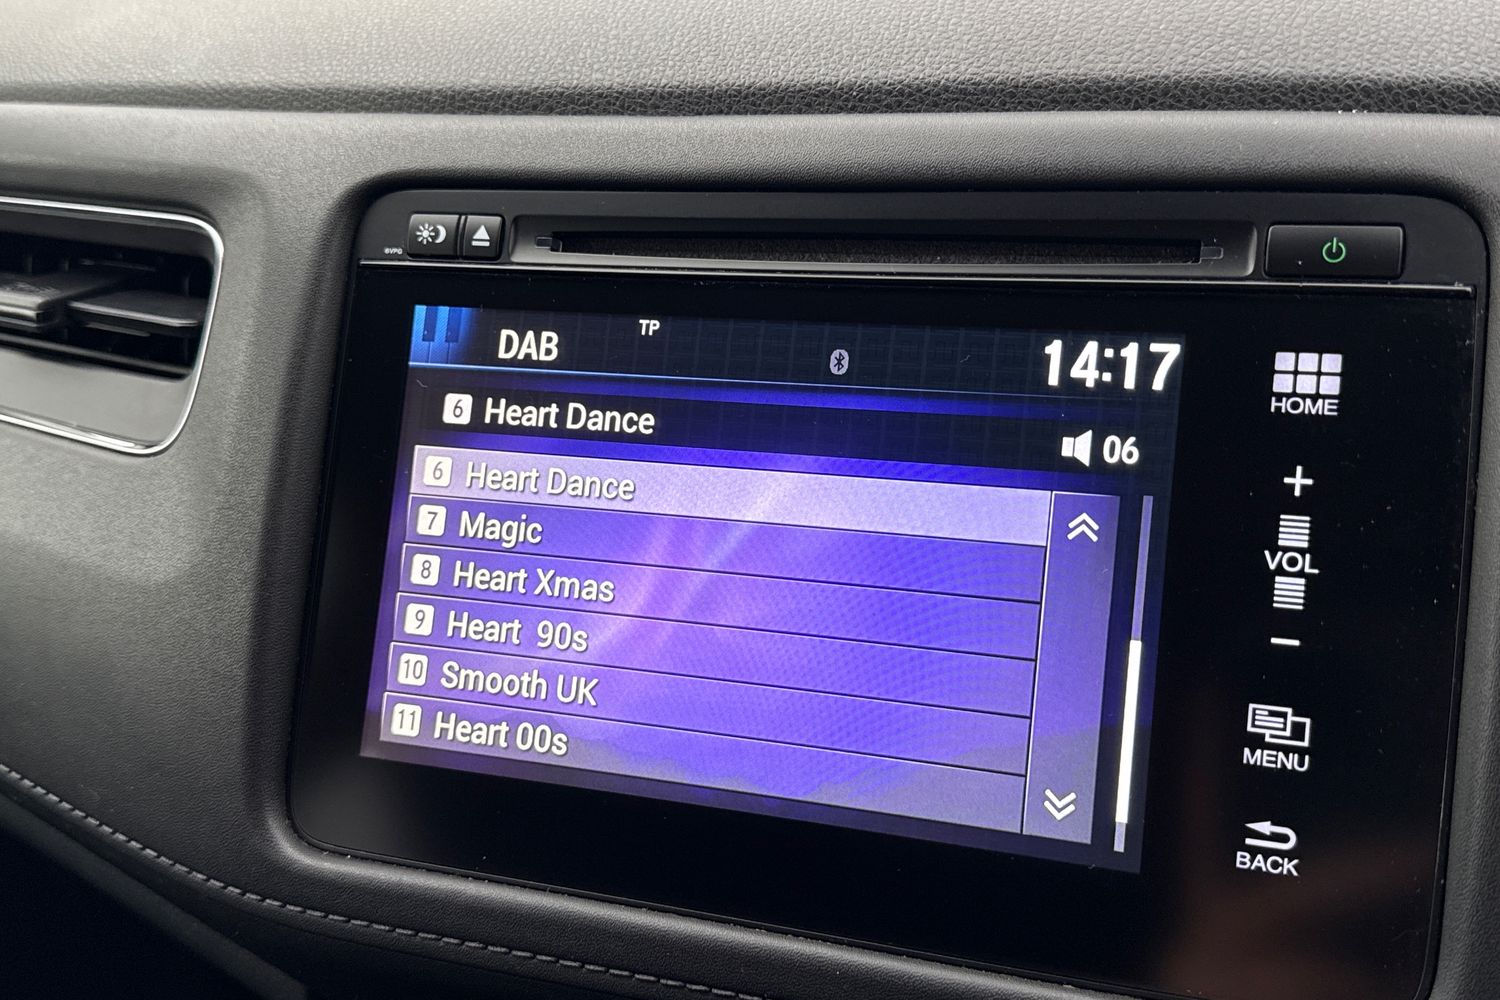 DAB
TP
14:17
6 Heart Dance
06
6 Heart Dance
7 Magic
8 Heart Xmas
9 Heart 90s
10 Smooth UK
11 Heart 00s
HOME
+
VOL
−
MENU
BACK